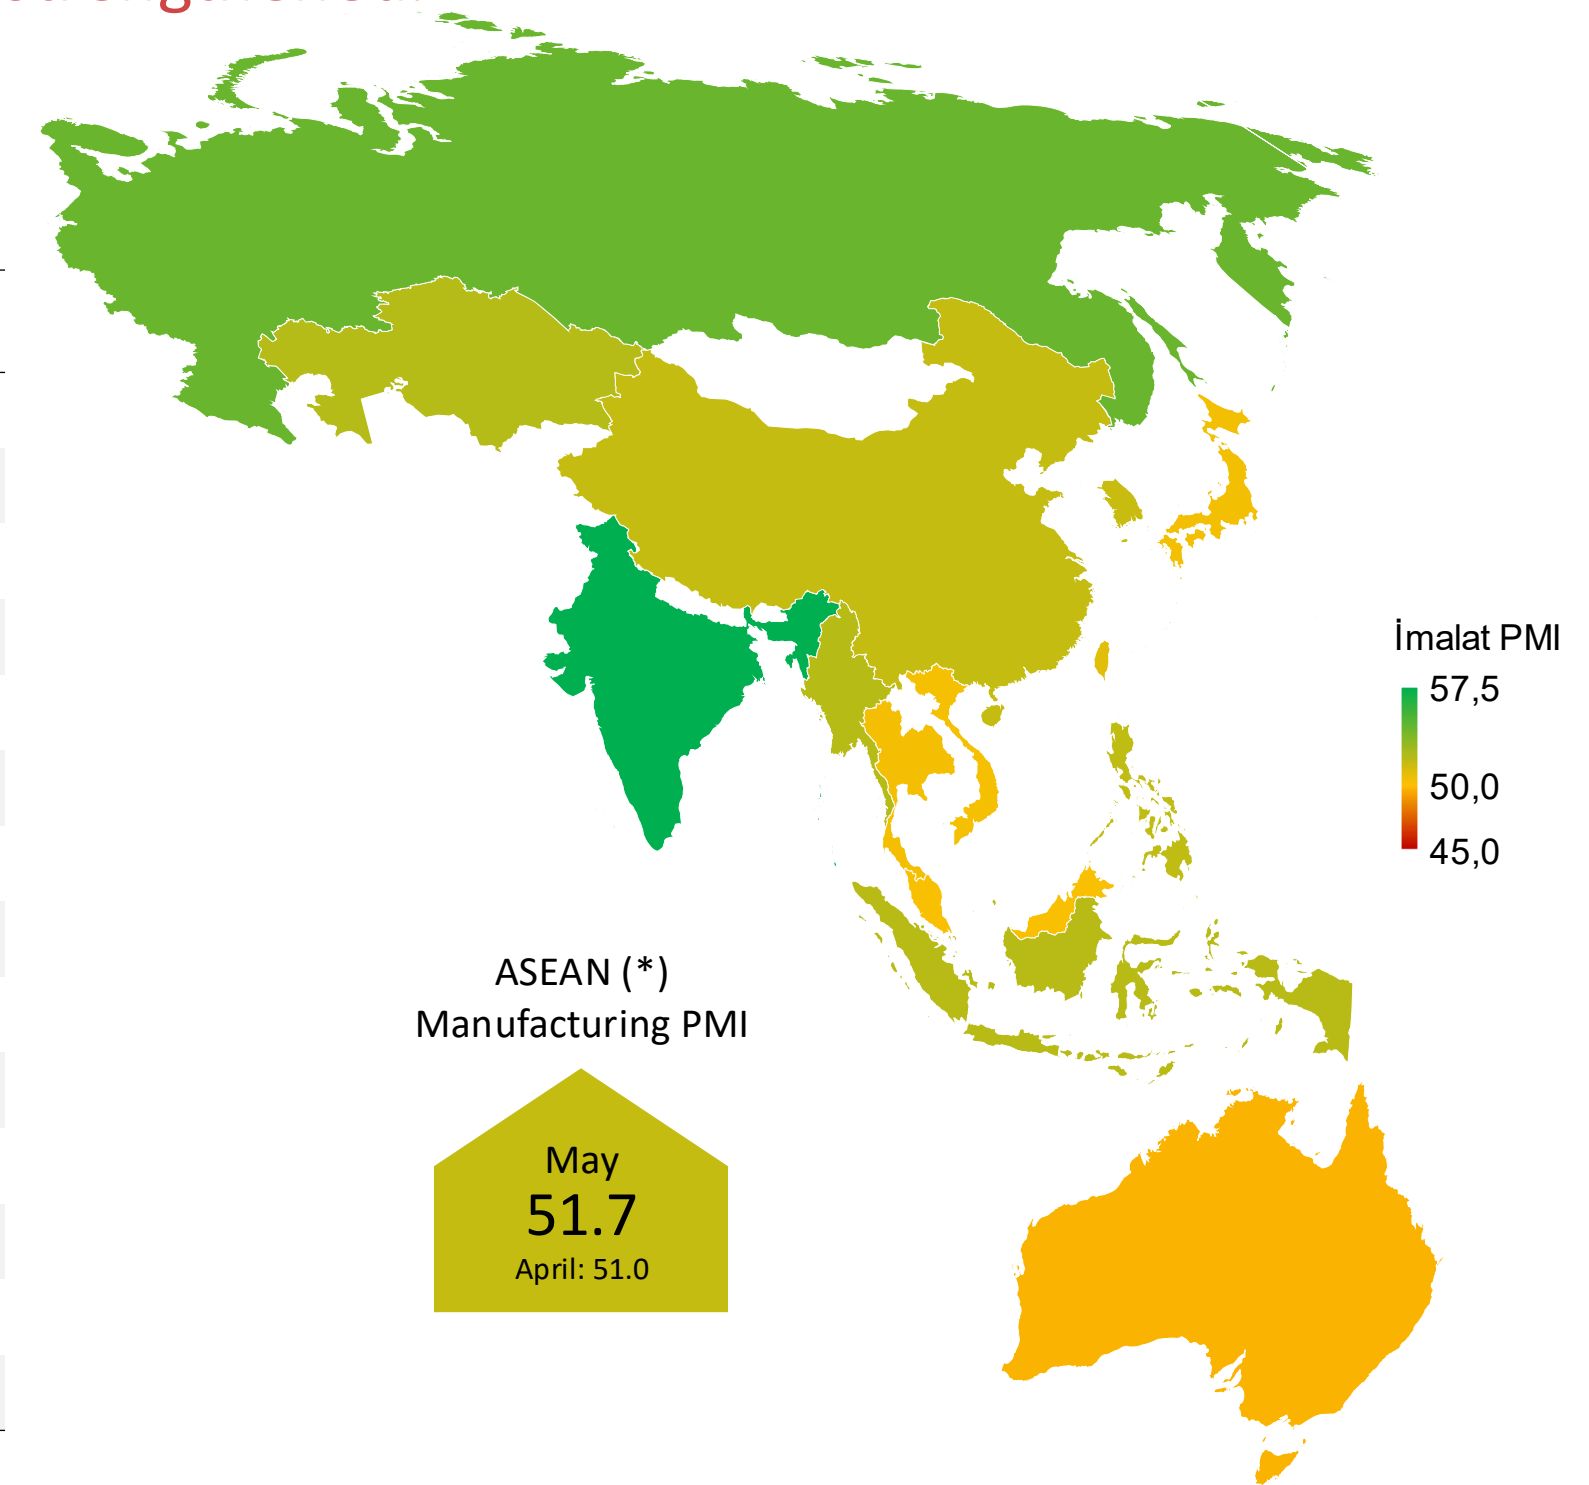 İmalat PMI
57,5
50,0
45,0
ASEAN (*)
Manufacturing PMI
May
51.7
April: 51.0